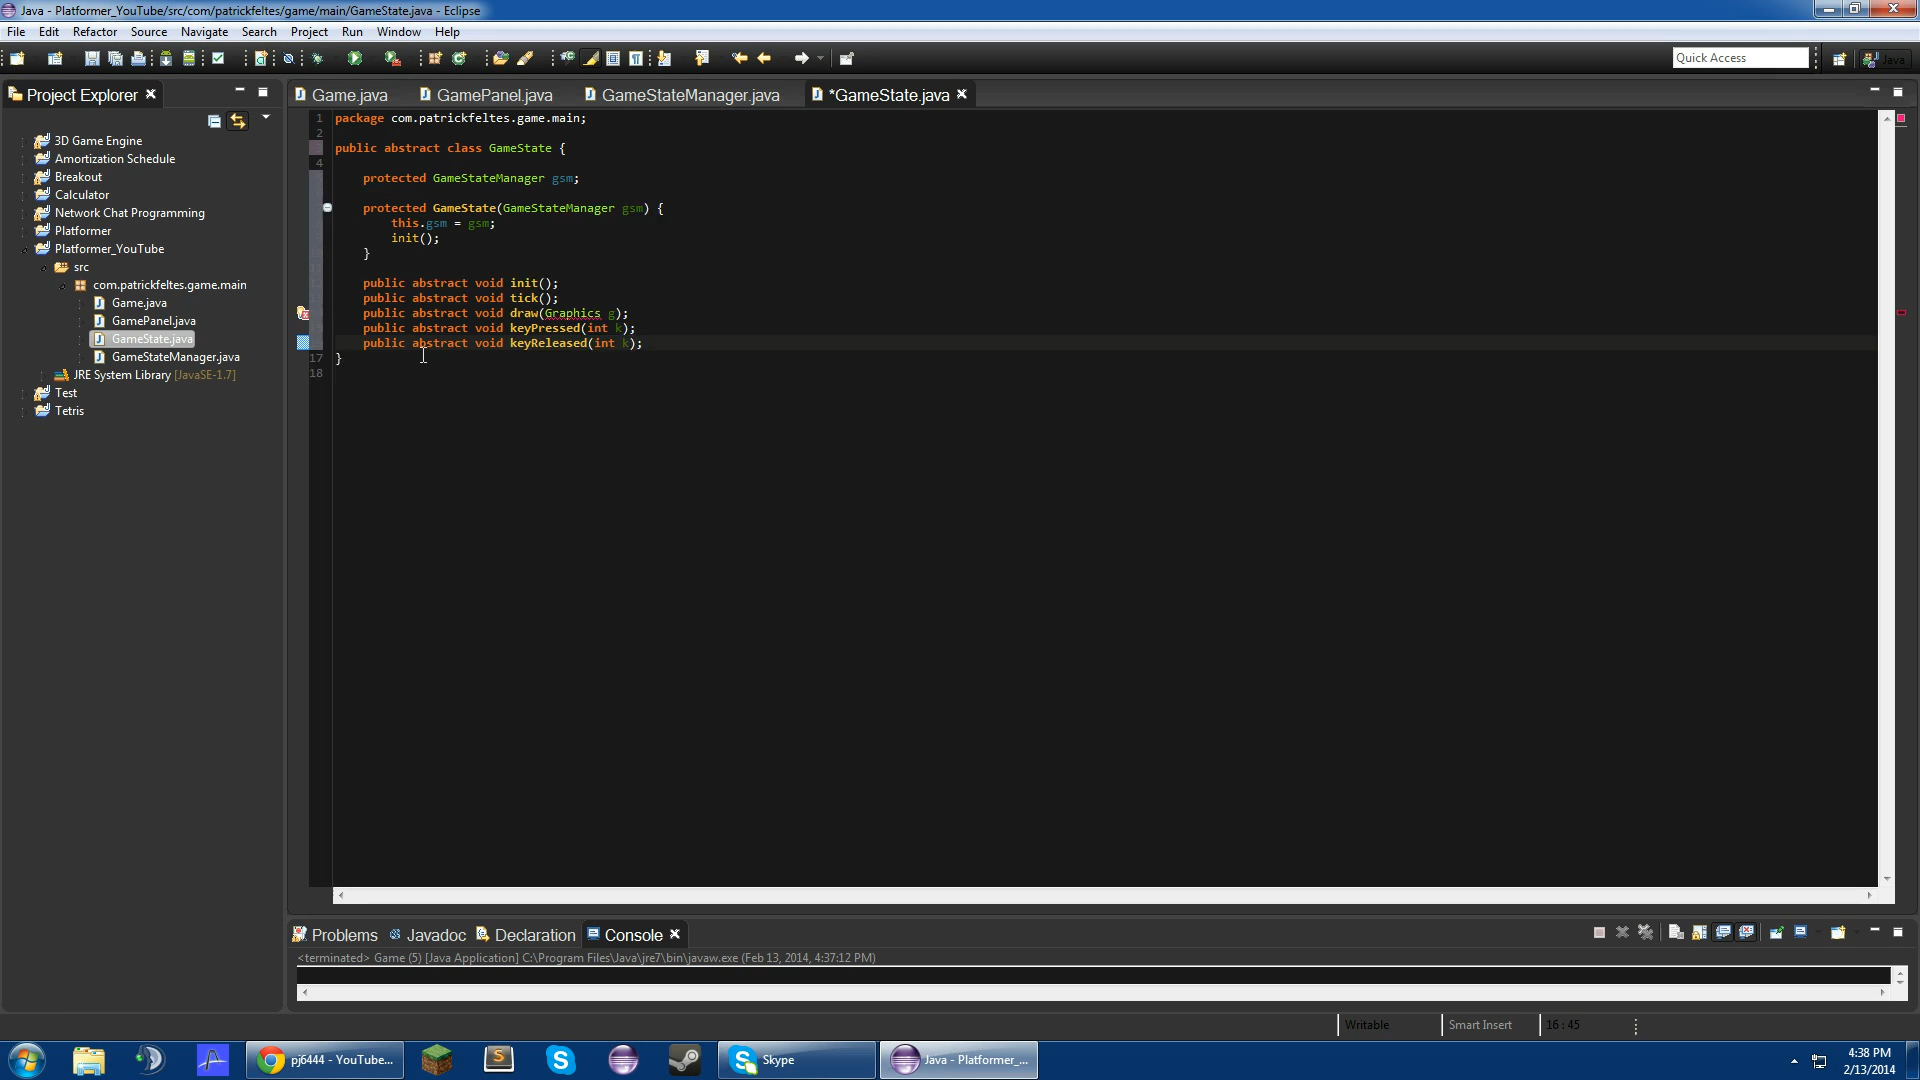 Java - Platformer_YouTube/src/com/patrickfeltes/game/main/GameState.java - Eclipse
File Edit Refactor Source Navigate Search Project Run Window Help
Quick Access
Java
Project Explorer
Game.java GamePanel.java GameStateManager.java *GameState.java
3D Game Engine
Amortization Schedule
Breakout
Calculator
Network Chat Programming
Platformer
Platformer_YouTube
src
com.patrickfeltes.game.main
Game.java
GamePanel.java
GameState.java
GameStateManager.java
JRE System Library [JavaSE-1.7]
Test
Tetris
1 package com.patrickfeltes.game.main;
2
public abstract class GameState {
4
protected GameStateManager gsm;
protected GameState(GameStateManager gsm) {
this.gsm = gsm;
init();
}
public abstract void init();
public abstract void tick();
public abstract void draw(Graphics g);
public abstract void keyPressed(int k);
public abstract void keyReleased(int k);
17 }
18
Problems Javadoc Declaration Console
<terminated> Game (5) [Java Application] C:\Program Files\Java\jre7\bin\javaw.exe (Feb 13, 2014, 4:37:12 PM)
Writable Smart Insert 16 : 45
pj6444 - YouTube... Skype Java - Platformer_...
4:38 PM
2/13/2014